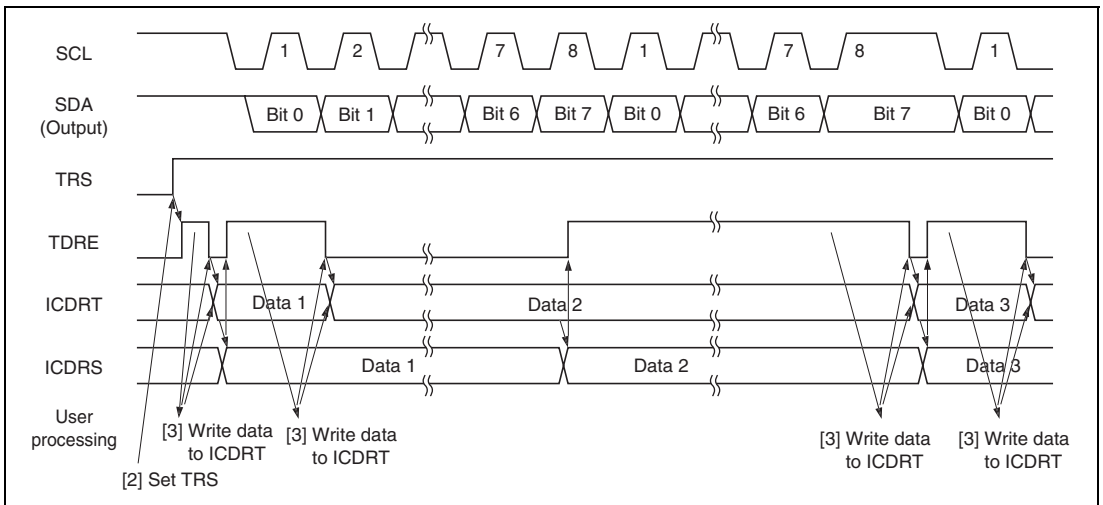 SCL 1 2 7 8 1 7 8 1
SDA
(Output)
Bit 0 Bit 1 Bit 6 Bit 7 Bit 0 Bit 6 Bit 7 Bit 0
TRS
TDRE
ICDRT Data 1 Data 2 Data 3
ICDRS Data 1 Data 2 Data 3
User
processing
[3] Write data
to ICDRT
[3] Write data
to ICDRT
[3] Write data
to ICDRT
[3] Write data
to ICDRT
[2] Set TRS